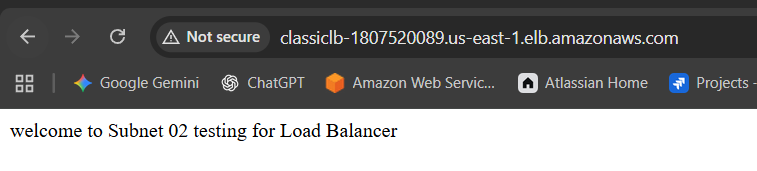 Not secure classiclb-1807520089.us-east-1.elb.amazonaws.com
Google Gemini ChatGPT Amazon Web Servic... Atlassian Home Projects -
welcome to Subnet 02 testing for Load Balancer